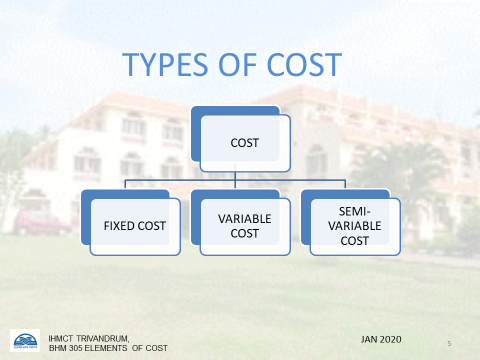 TYPES OF COST
COST
FIXED COST
VARIABLE
COST
SEMI-
VARIABLE
COST
IHMCT TRIVANDRUM,
BHM 305 ELEMENTS OF COST
JAN 2020
5